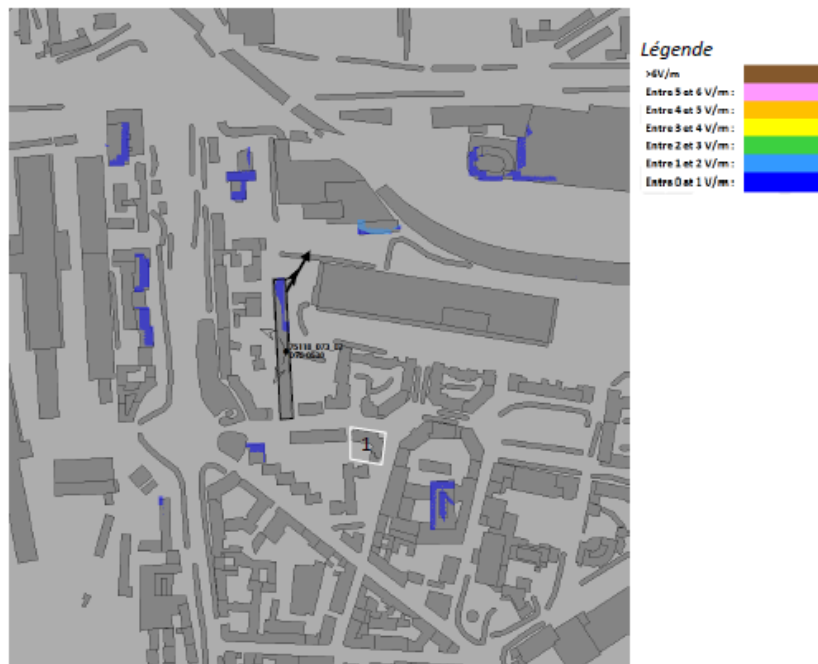 Légende
>6V/m
Entre 5 et 6 V/m :
Entre 4 et 5 V/m :
Entre 3 et 4 V/m :
Entre 2 et 3 V/m :
Entre 1 et 2 V/m :
Entre 0 et 1 V/m :
1